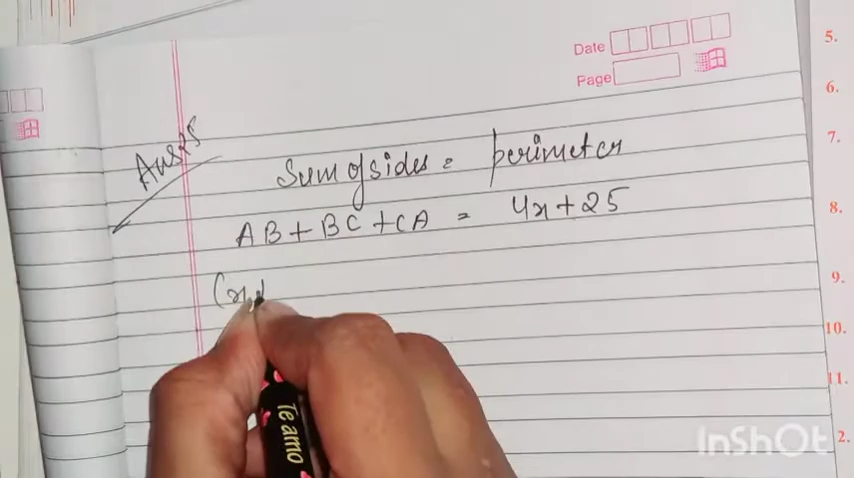 Date
Page
Ans 25
Sum of sides = perimeter
AB + BC + CA = 4x + 25
(x
Teamo
5.
6.
7.
8.
9.
10.
11.
2.
InShOt